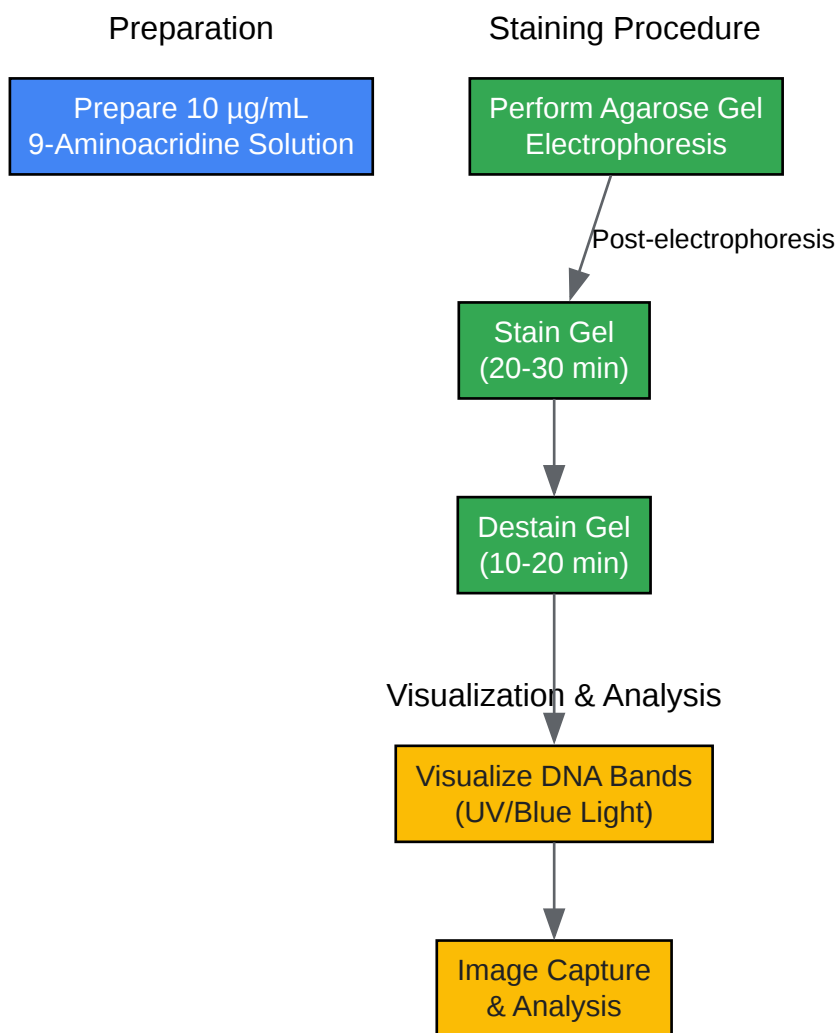 Preparation
Prepare 10 µg/mL
9-Aminoacridine Solution
Staining Procedure
Perform Agarose Gel
Electrophoresis
Post-electrophoresis
Stain Gel
(20-30 min)
Destain Gel
(10-20 min)
Visualization & Analysis
Visualize DNA Bands
(UV/Blue Light)
Image Capture
& Analysis